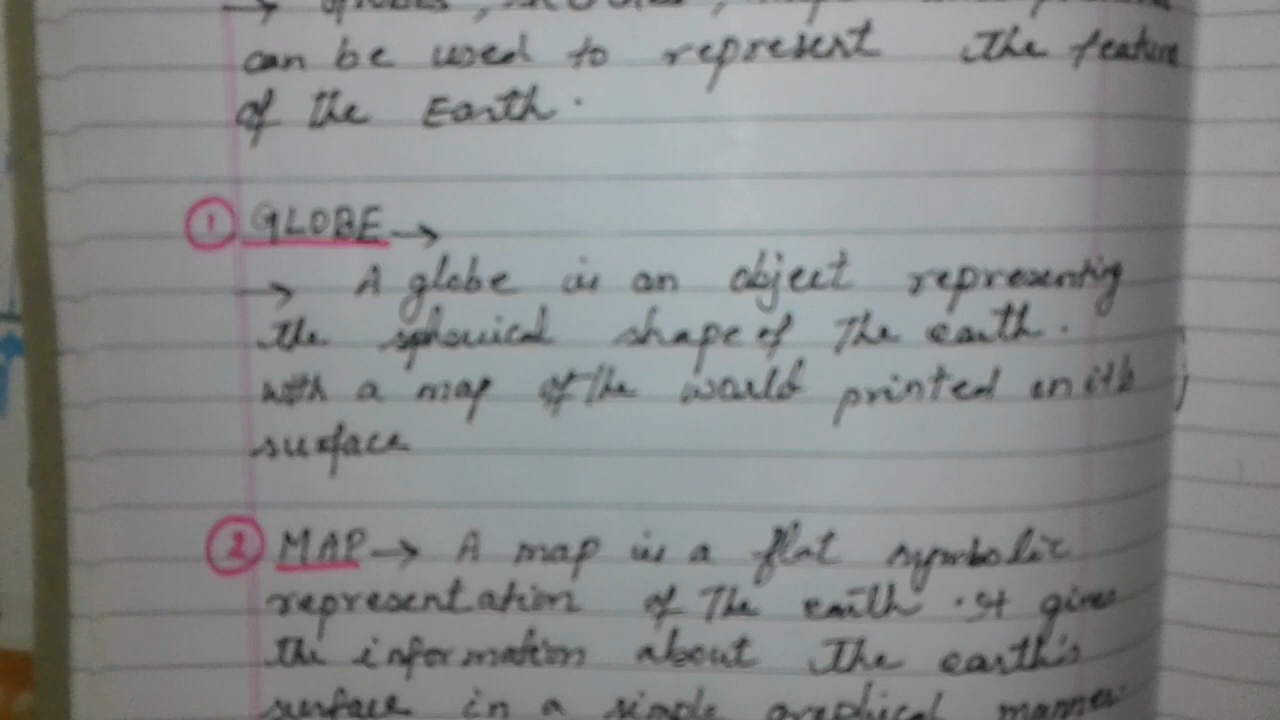 → Globes, models,
can be used to represent The feature
of the Earth.
① GLOBE →
→ A globe is an object representing
the spherical shape of The earth.
with a map of the world printed on its
surface
② MAP → A map is a flat symbolic
representation of The earth. It gives
the information about The earth's
surface in a simple graphical manner.